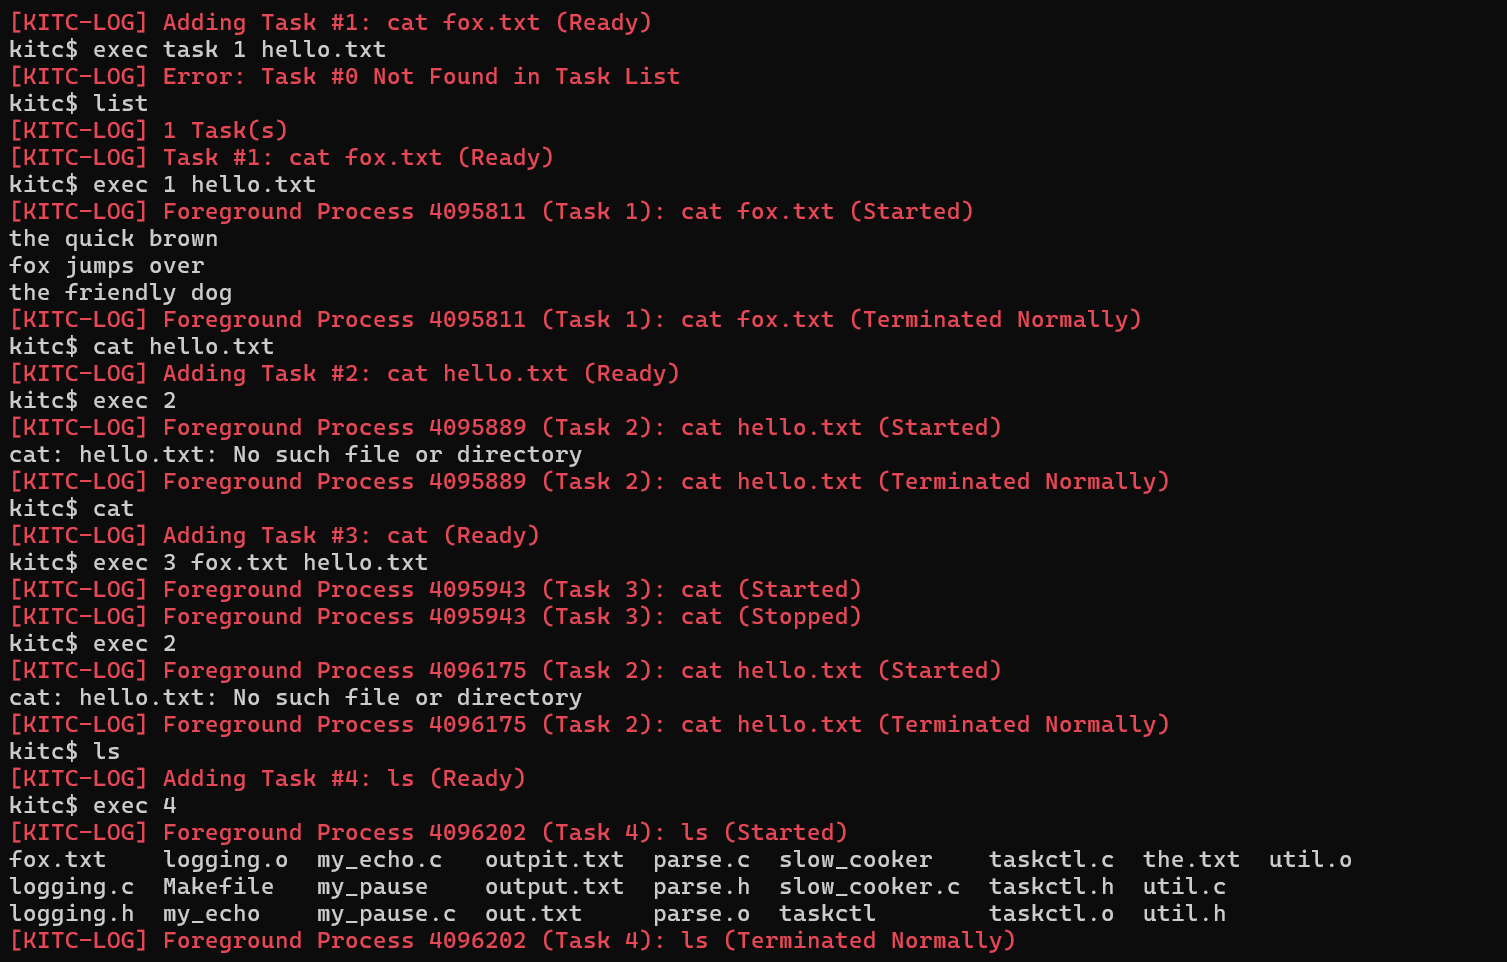 [KITC-LOG] Adding Task #1: cat fox.txt (Ready)
kitc$ exec task 1 hello.txt
[KITC-LOG] Error: Task #0 Not Found in Task List
kitc$ list
[KITC-LOG] 1 Task(s)
[KITC-LOG] Task #1: cat fox.txt (Ready)
kitc$ exec 1 hello.txt
[KITC-LOG] Foreground Process 4095811 (Task 1): cat fox.txt (Started)
the quick brown
fox jumps over
the friendly dog
[KITC-LOG] Foreground Process 4095811 (Task 1): cat fox.txt (Terminated Normally)
kitc$ cat hello.txt
[KITC-LOG] Adding Task #2: cat hello.txt (Ready)
kitc$ exec 2
[KITC-LOG] Foreground Process 4095889 (Task 2): cat hello.txt (Started)
cat: hello.txt: No such file or directory
[KITC-LOG] Foreground Process 4095889 (Task 2): cat hello.txt (Terminated Normally)
kitc$ cat
[KITC-LOG] Adding Task #3: cat (Ready)
kitc$ exec 3 fox.txt hello.txt
[KITC-LOG] Foreground Process 4095943 (Task 3): cat (Started)
[KITC-LOG] Foreground Process 4095943 (Task 3): cat (Stopped)
kitc$ exec 2
[KITC-LOG] Foreground Process 4096175 (Task 2): cat hello.txt (Started)
cat: hello.txt: No such file or directory
[KITC-LOG] Foreground Process 4096175 (Task 2): cat hello.txt (Terminated Normally)
kitc$ ls
[KITC-LOG] Adding Task #4: ls (Ready)
kitc$ exec 4
[KITC-LOG] Foreground Process 4096202 (Task 4): ls (Started)
fox.txt    logging.o  my_echo.c   outpit.txt  parse.c  slow_cooker    taskctl.c  the.txt  util.o
logging.c  Makefile   my_pause    output.txt  parse.h  slow_cooker.c  taskctl.h  util.c
logging.h  my_echo    my_pause.c  out.txt     parse.o  taskctl        taskctl.o  util.h
[KITC-LOG] Foreground Process 4096202 (Task 4): ls (Terminated Normally)